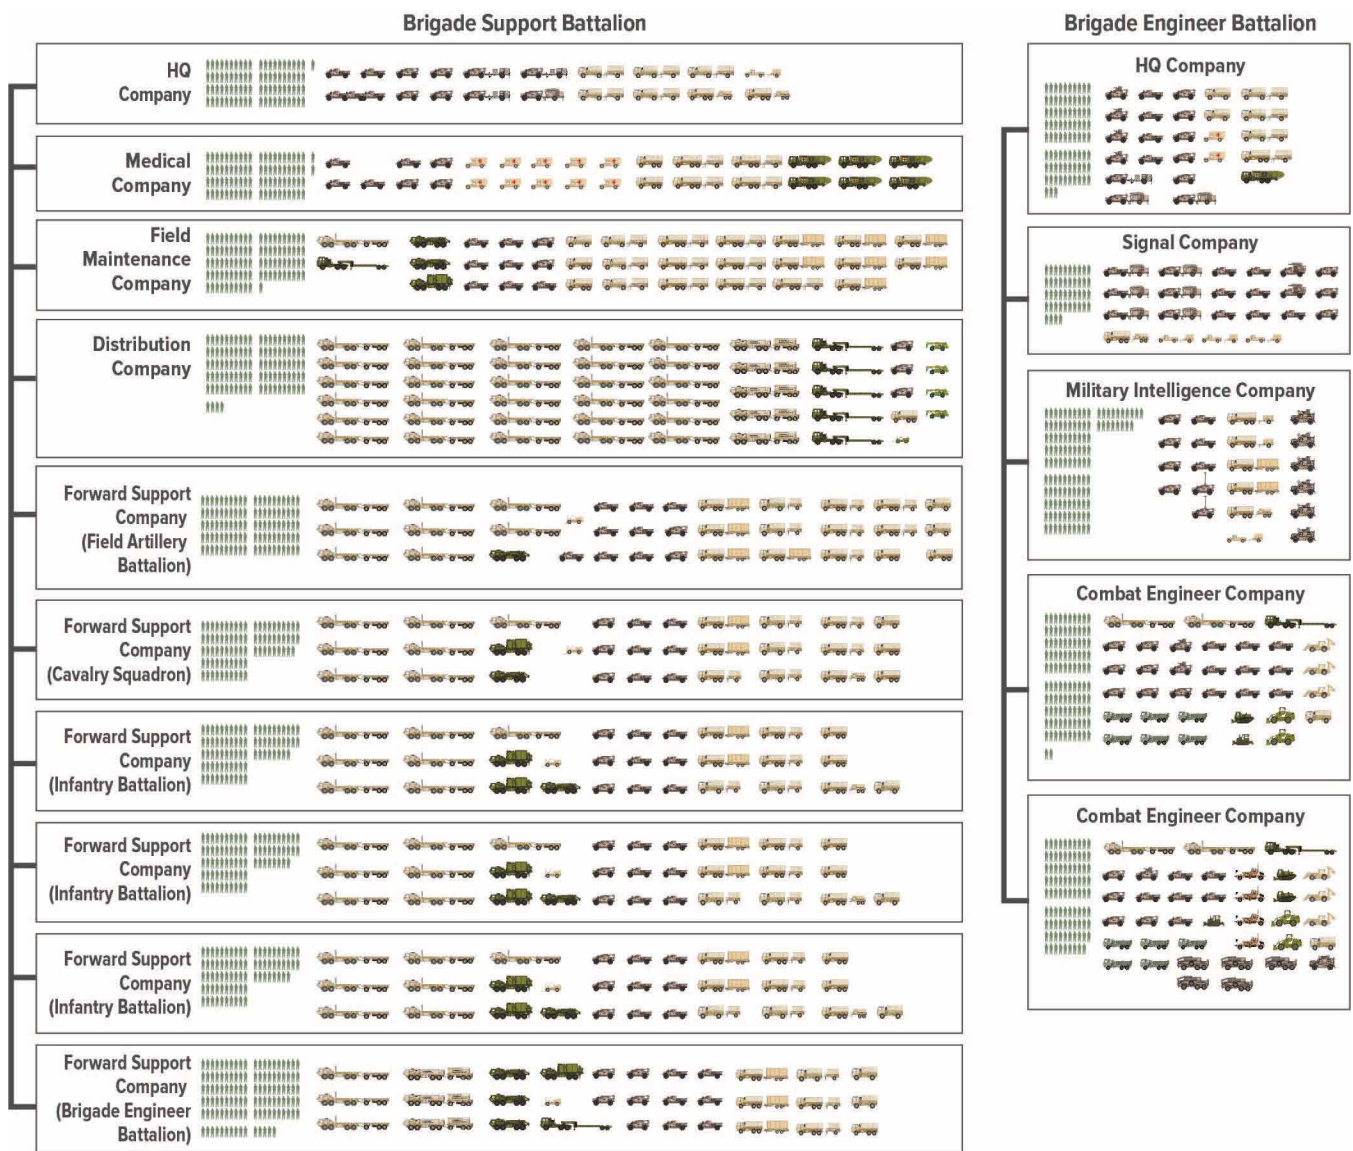 Brigade Support Battalion
HQ
Company
Medical
Company
Field
Maintenance
Company
Distribution
Company
Forward Support
Company
(Field Artillery
Battalion)
Forward Support
Company
(Cavalry Squadron)
Forward Support
Company
(Infantry Battalion)
Forward Support
Company
(Infantry Battalion)
Forward Support
Company
(Infantry Battalion)
Forward Support
Company
(Brigade Engineer
Battalion)
Brigade Engineer Battalion
HQ Company
Signal Company
Military Intelligence Company
Combat Engineer Company
Combat Engineer Company